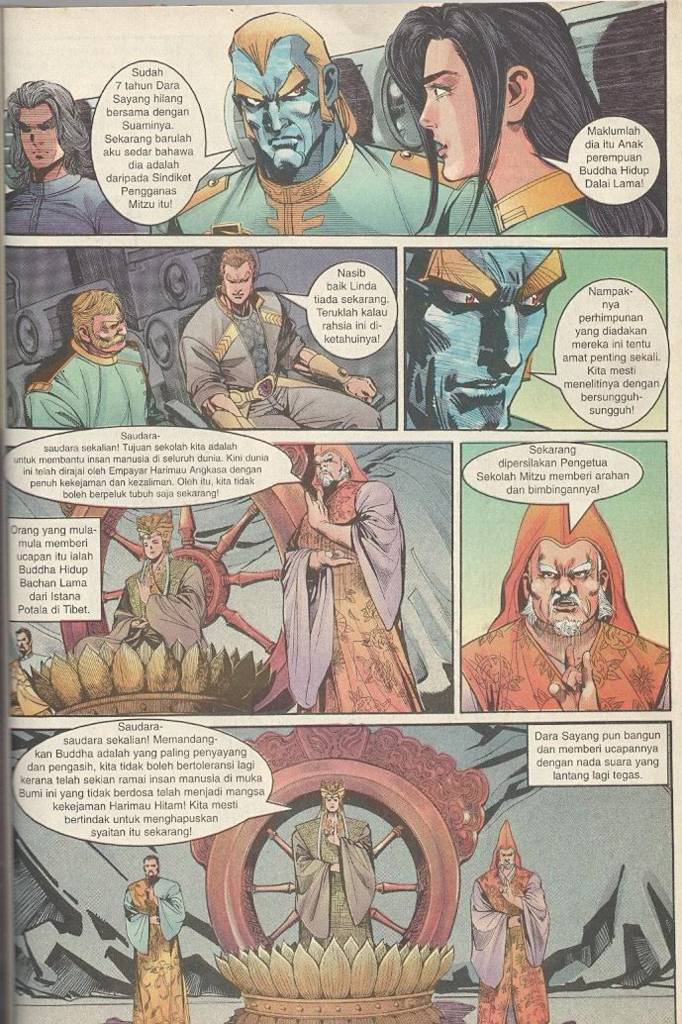 Sudah
7 tahun Dara
Sayang hilang
bersama dengan
Suaminya.
Sekarang barulah
aku sedar bahawa
dia adalah
daripada Sindiket
Pengganas
Mitzu itu!
Maklumlah
dia itu Anak
perempuan
Buddha Hidup
Dalai Lama!
Nasib
baik Linda
tiada sekarang.
Teruklah kalau
rahsia ini di-
ketahuinya!
Nampak-
nya
perhimpunan
yang diadakan
mereka ini tentu
amat penting sekali.
Kita mesti
menelitinya dengan
bersungguh-
sungguh!
Saudara-
saudara sekalian! Tujuan sekolah kita adalah
untuk membantu insan manusia di seluruh dunia. Kini dunia
ini telah dirajai oleh Empayar Harimau Angkasa dengan
penuh kekejaman dan kezaliman. Oleh itu, kita tidak
boleh berpeluk tubuh saja sekarang!
Orang yang mula-
mula memberi
ucapan itu ialah
Buddha Hidup
Bachan Lama
dari Istana
Potala di Tibet.
Sekarang
dipersilakan Pengetua
Sekolah Mitzu memberi arahan
dan bimbingannya!
Saudara-
saudara sekalian! Memandang-
kan Buddha adalah yang paling penyayang
dan pengasih, kita tidak boleh bertoleransi lagi
kerana telah sekian ramai insan manusia di muka
Bumi ini yang tidak berdosa telah menjadi mangsa
kekejaman Harimau Hitam! Kita mesti
bertindak untuk menghapuskan
syaitan itu sekarang!
Dara Sayang pun bangun
dan memberi ucapannya
dengan nada suara yang
lantang lagi tegas.